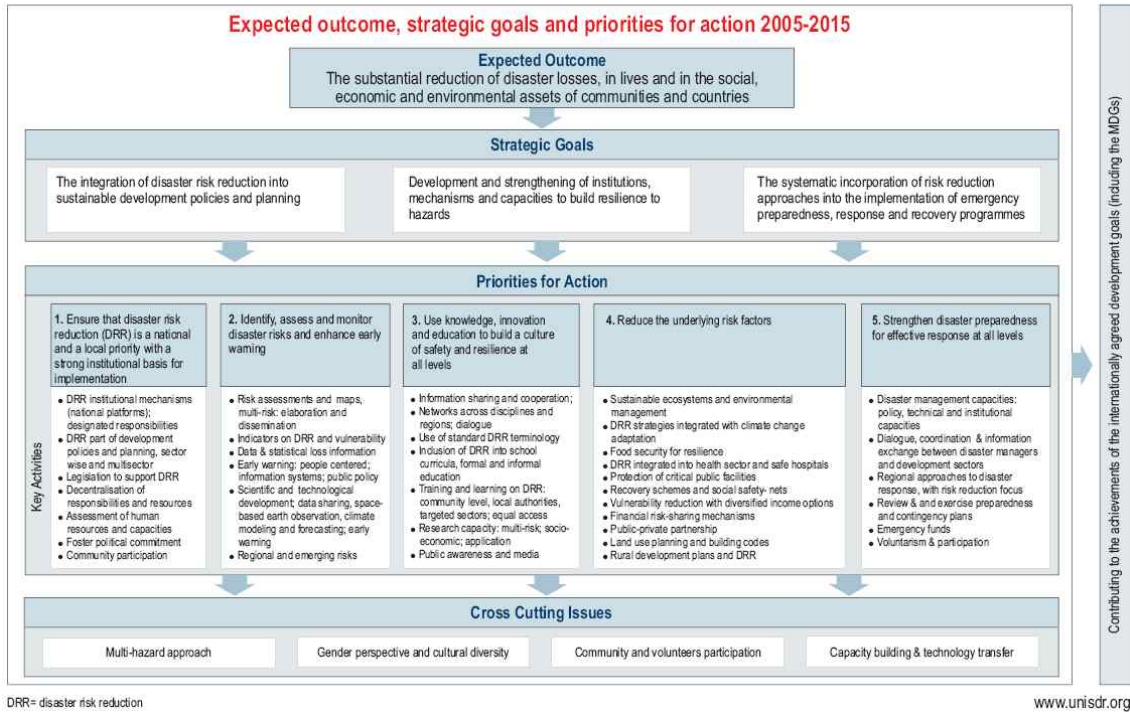 Expected outcome, strategic goals and priorities for action 2005-2015
Expected Outcome
The substantial reduction of disaster losses, in lives and in the social,
economic and environmental assets of communities and countries
Strategic Goals
The integration of disaster risk reduction into
sustainable development policies and planning
Development and strengthening of institutions,
mechanisms and capacities to build resilience to
hazards
The systematic incorporation of risk reduction
approaches into the implementation of emergency
preparedness, response and recovery programmes
Priorities for Action
Key Activities
1. Ensure that disaster risk
reduction (DRR) is a national
and a local priority with a
strong institutional basis for
implementation
• DRR institutional mechanisms
(national platforms);
designated responsibilities
• DRR part of development
policies and planning, sector
wise and multisector
• Legislation to support DRR
• Decentralisation of
responsibilities and resources
• Assessment of human
resources and capacities
• Foster political commitment
• Community participation
2. Identify, assess and monitor
disaster risks and enhance early
warning
• Risk assessments and maps,
multi-risk: elaboration and
dissemination
• Indicators on DRR and vulnerability
• Data & statistical loss information
• Early warning: people centered;
information systems; public policy
• Scientific and technological
development; data sharing, space-
based earth observation, climate
modeling and forecasting; early
warning
• Regional and emerging risks
3. Use knowledge, innovation
and education to build a culture
of safety and resilience at
all levels
• Information sharing and cooperation;
• Networks across disciplines and
regions; dialogue
• Use of standard DRR terminology
• Inclusion of DRR into school
curricula, formal and informal
education
• Training and learning on DRR:
community level, local authorities,
targeted sectors; equal access
• Research capacity: multi-risk; socio-
economic; application
• Public awareness and media
4. Reduce the underlying risk factors
• Sustainable ecosystems and environmental
management
• DRR strategies integrated with climate change
adaptation
• Food security for resilience
• DRR integrated into health sector and safe hospitals
• Protection of critical public facilities
• Recovery schemes and social safety- nets
• Vulnerability reduction with diversified income options
• Financial risk-sharing mechanisms
• Public-private partnership
• Land use planning and building codes
• Rural development plans and DRR
5. Strengthen disaster preparedness
for effective response at all levels
• Disaster management capacities:
policy, technical and institutional
capacities
• Dialogue, coordination & information
exchange between disaster managers
and development sectors
• Regional approaches to disaster
response, with risk reduction focus
• Review & and exercise preparedness
and contingency plans
• Emergency funds
• Voluntarism & participation
Cross Cutting Issues
Multi-hazard approach
Gender perspective and cultural diversity
Community and volunteers participation
Capacity building & technology transfer
Contributing to the achievements of the internationally agreed development goals (including the MDGs)
DRR= disaster risk reduction
www.unisdr.org